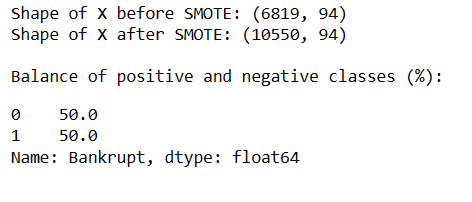 Shape of X before SMOTE: (6819, 94)
Shape of X after SMOTE: (10550, 94)
Balance of positive and negative classes (%):
0    50.0
1    50.0
Name: Bankrupt, dtype: float64